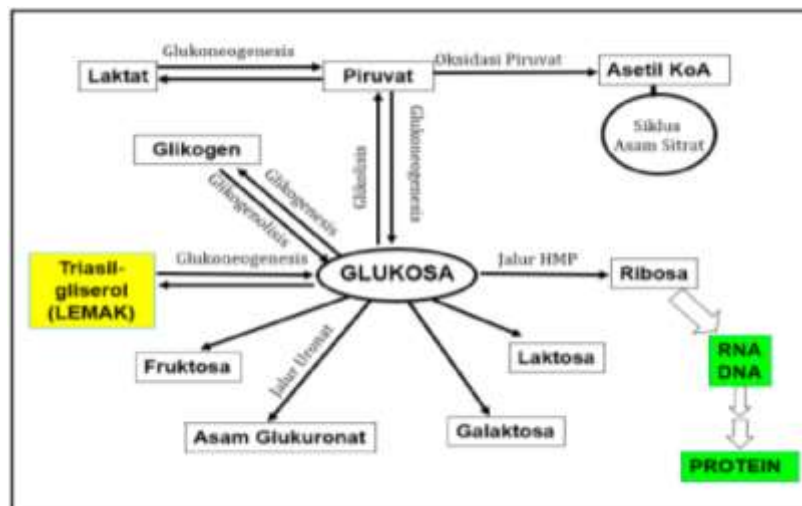 Glukoneogenesis
Laktat
Piruvat
Oksidasi Piruvat
Asetil KoA
Siklus
Asam Sitrat
Glikogen
Glikogenesis
Glikogenolisis
Glikolisis
Glukoneogenesis
Triasil-
gliserol
(LEMAK)
Glukoneogenesis
GLUKOSA
Jalur HMP
Ribosa
Fruktosa
Jalur Uronat
Asam Glukuronat
Galaktosa
Laktosa
RNA
DNA
PROTEIN